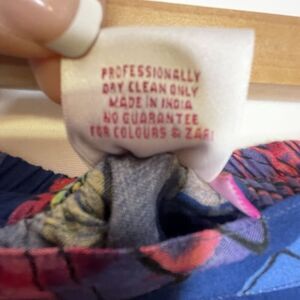 PROFESSIONALLY
DRY CLEAN ONLY
MADE IN INDIA
NO GUARANTEE
FOR COLOURS & ZARI